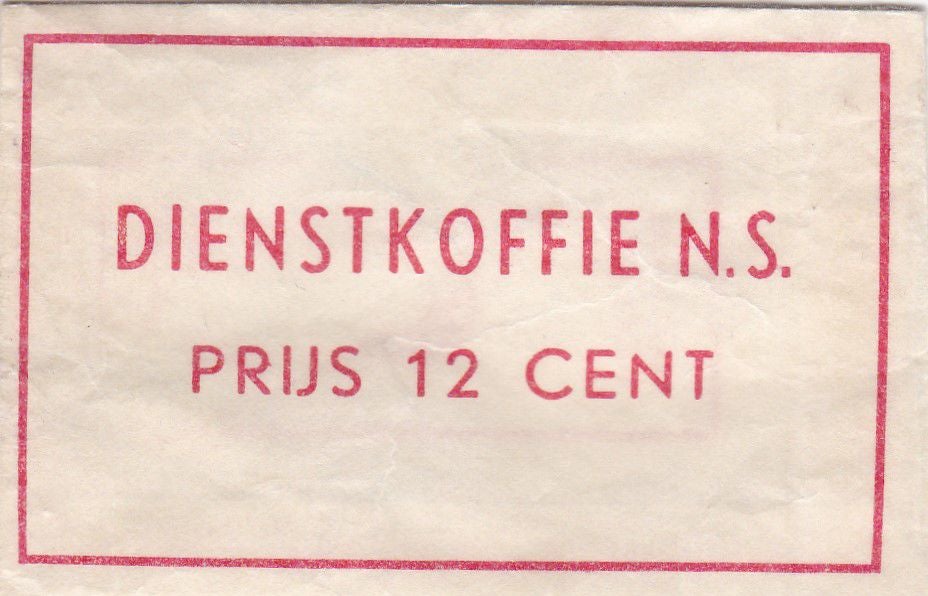 DIENSTKOFFIE N.S.
PRIJS 12 CENT